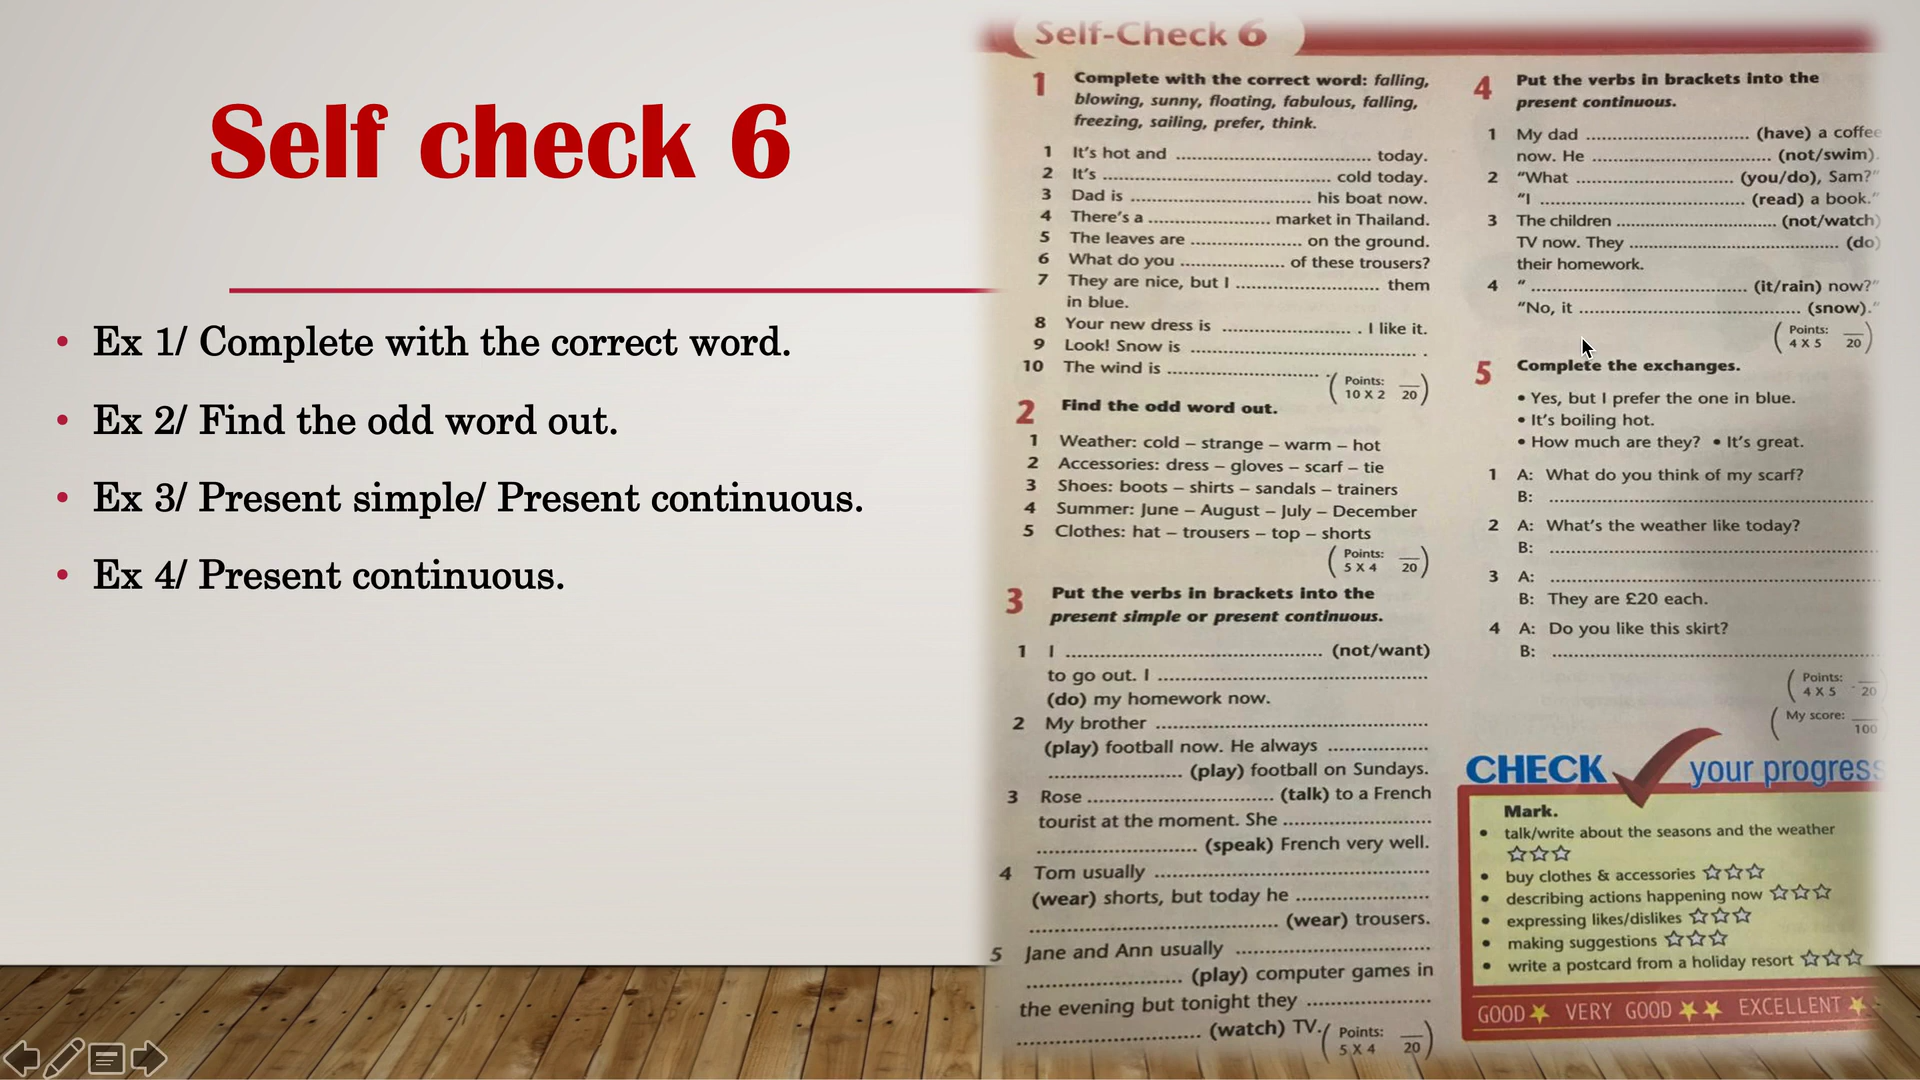 Self check 6
• Ex 1/ Complete with the correct word.
• Ex 2/ Find the odd word out.
• Ex 3/ Present simple/ Present continuous.
• Ex 4/ Present continuous.
Self-Check 6
1 Complete with the correct word: falling,
blowing, sunny, floating, fabulous, falling,
freezing, sailing, prefer, think.
1 It's hot and .......................... today.
2 It's .......................... cold today.
3 Dad is .......................... his boat now.
4 There's a .......................... market in Thailand.
5 The leaves are .......................... on the ground.
6 What do you .......................... of these trousers?
7 They are nice, but I .......................... them
in blue.
8 Your new dress is .......................... . I like it.
9 Look! Snow is .......................... .
10 The wind is .......................... .
(Points: 10 X 2 __ 20)
2 Find the odd word out.
1 Weather: cold – strange – warm – hot
2 Accessories: dress – gloves – scarf – tie
3 Shoes: boots – shirts – sandals – trainers
4 Summer: June – August – July – December
5 Clothes: hat – trousers – top – shorts
(Points: 5 X 4 __ 20)
3 Put the verbs in brackets into the
present simple or present continuous.
1 I .......................... (not/want)
to go out. I ..........................
(do) my homework now.
2 My brother ..........................
(play) football now. He always ..................
.......................... (play) football on Sundays.
3 Rose .......................... (talk) to a French
tourist at the moment. She ..........................
.......................... (speak) French very well.
4 Tom usually ..........................
(wear) shorts, but today he ..........................
.......................... (wear) trousers.
5 Jane and Ann usually ..........................
.......................... (play) computer games in
the evening but tonight they ..........................
.......................... (watch) TV.
(Points: 5 X 4 __ 20)
4 Put the verbs in brackets into the
present continuous.
1 My dad .......................... (have) a coffee
now. He .......................... (not/swim).
2 "What .......................... (you/do), Sam?"
"I .......................... (read) a book."
3 The children .......................... (not/watch)
TV now. They .......................... (do)
their homework.
4 " .......................... (it/rain) now?"
"No, it .......................... (snow)."
(Points: 4 X 5 __ 20)
5 Complete the exchanges.
• Yes, but I prefer the one in blue.
• It's boiling hot.
• How much are they? • It's great.
1 A: What do you think of my scarf?
B: ..........................
2 A: What's the weather like today?
B: ..........................
3 A: ..........................
B: They are £20 each.
4 A: Do you like this skirt?
B: ..........................
(Points: 4 X 5 __ 20
(My score: __ 100
CHECK your progress
Mark.
• talk/write about the seasons and the weather
• buy clothes & accessories
• describing actions happening now
• expressing likes/dislikes
• making suggestions
• write a postcard from a holiday resort
GOOD VERY GOOD EXCELLENT